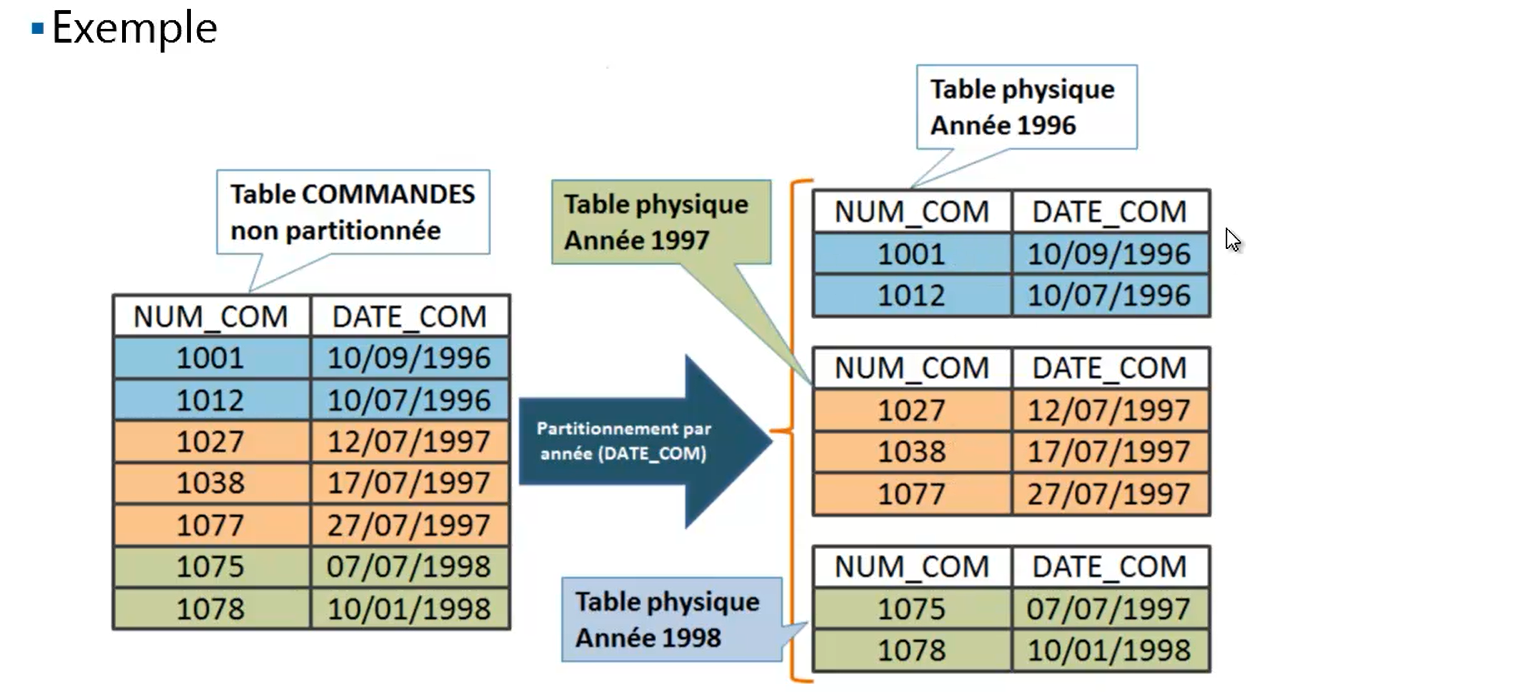 Exemple
Table physique
Année 1996
Table COMMANDES
non partitionnée
Table physique
Année 1997
NUM_COM DATE_COM
1001 10/09/1996
1012 10/07/1996
NUM_COM DATE_COM
1001 10/09/1996
1012 10/07/1996
1027 12/07/1997
1038 17/07/1997
1077 27/07/1997
1075 07/07/1998
1078 10/01/1998
Partitionnement par
année (DATE_COM)
NUM_COM DATE_COM
1027 12/07/1997
1038 17/07/1997
1077 27/07/1997
Table physique
Année 1998
NUM_COM DATE_COM
1075 07/07/1997
1078 10/01/1998